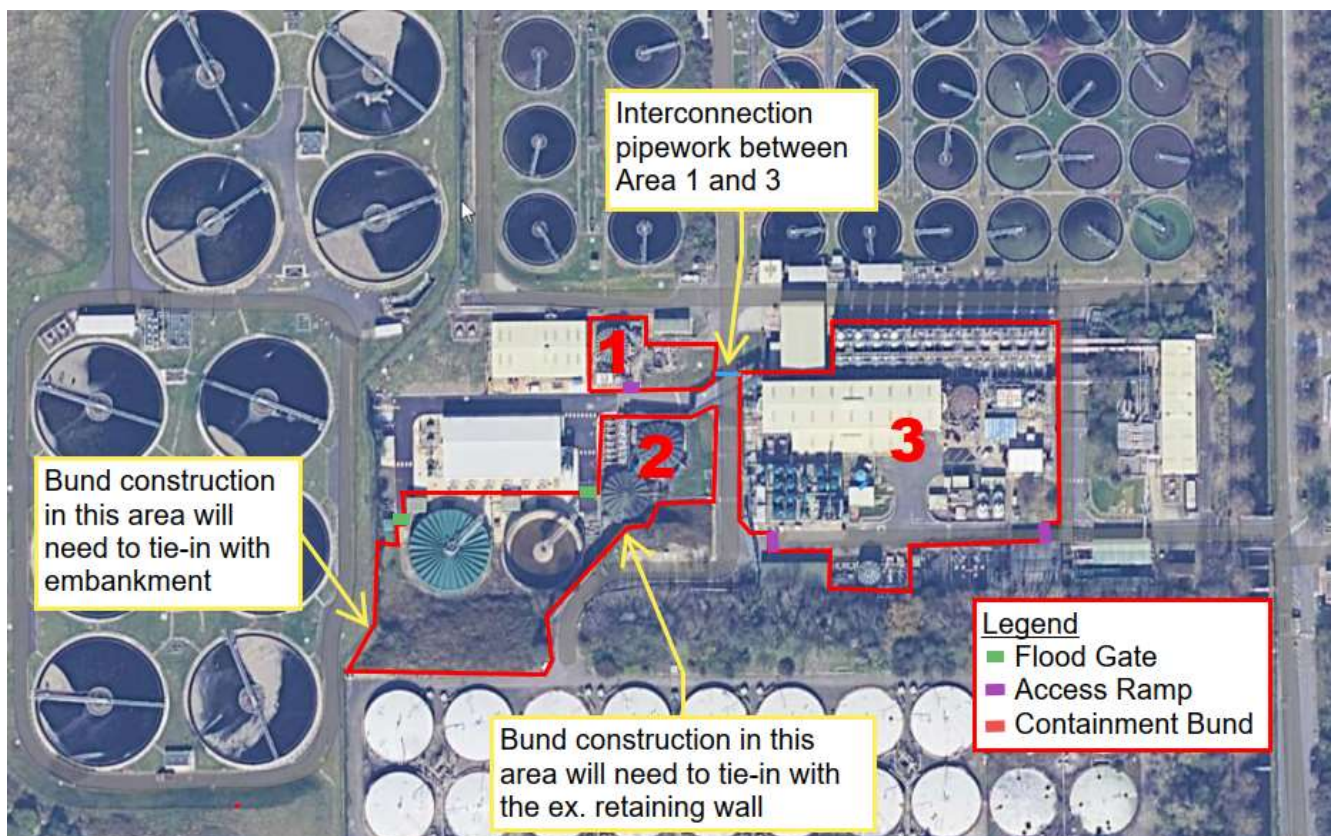 Interconnection
pipework between
Area 1 and 3
1
2
3
Bund construction
in this area will
need to tie-in with
embankment
Bund construction in this
area will need to tie-in with
the ex. retaining wall
Legend
Flood Gate
Access Ramp
Containment Bund